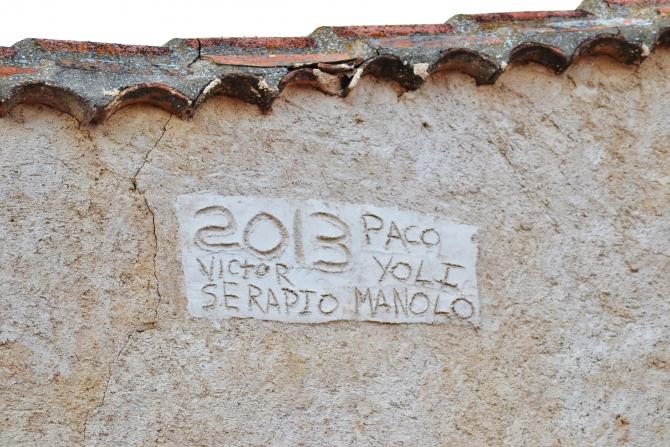 2013 PACO
VICTOR YOLI
SERAPIO MANOLO